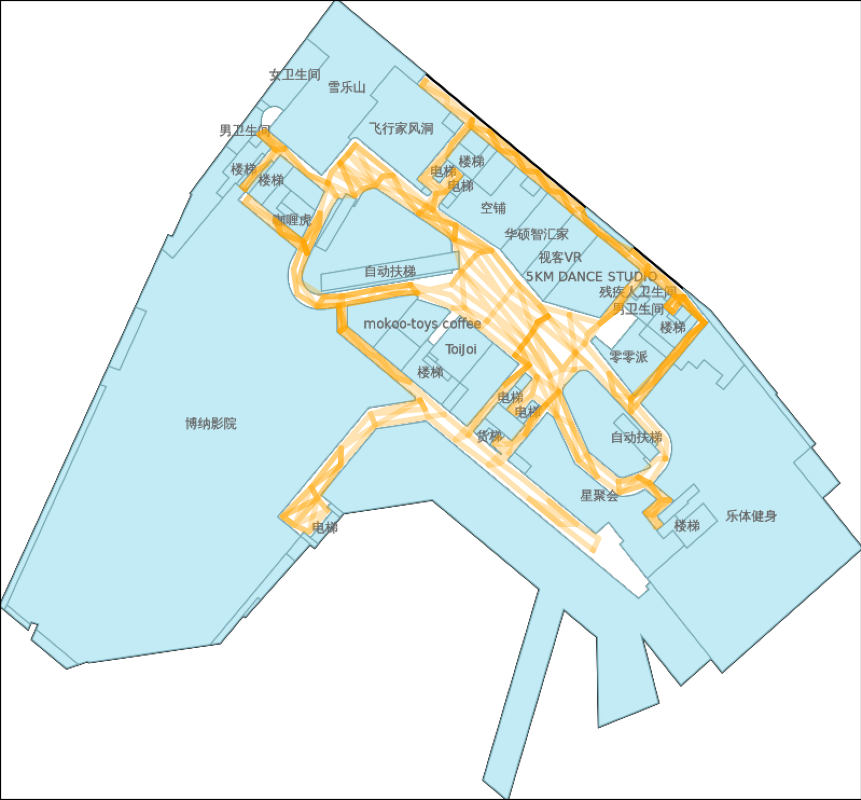 女卫生间
雪乐山
男卫生间
飞行家风洞
楼梯
楼梯
楼梯
电梯
电梯
空铺
咖喱虎
华硕智汇家
视客VR
自动扶梯
5KM DANCE STUDIO
残疾人卫生间
男卫生间
mokoo-toys coffee
楼梯
ToiJoi
零零派
楼梯
电梯
电梯
博纳影院
货梯
自动扶梯
星聚会
电梯
楼梯
乐体健身